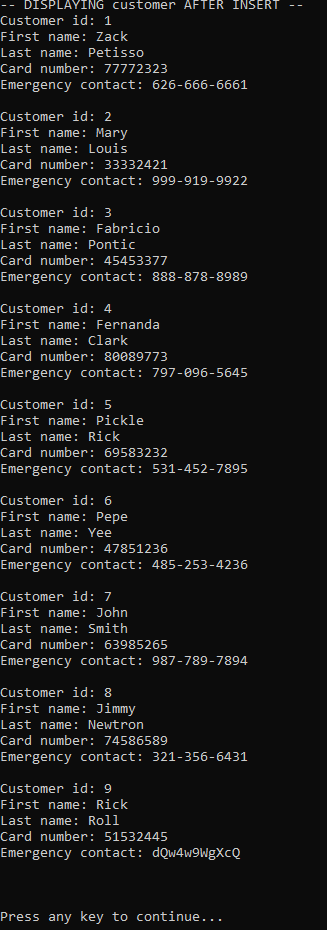 -- DISPLAYING customer AFTER INSERT --
Customer id: 1
First name: Zack
Last name: Petisso
Card number: 77772323
Emergency contact: 626-666-6661
Customer id: 2
First name: Mary
Last name: Louis
Card number: 33332421
Emergency contact: 999-919-9922
Customer id: 3
First name: Fabricio
Last name: Pontic
Card number: 45453377
Emergency contact: 888-878-8989
Customer id: 4
First name: Fernanda
Last name: Clark
Card number: 80089773
Emergency contact: 797-096-5645
Customer id: 5
First name: Pickle
Last name: Rick
Card number: 69583232
Emergency contact: 531-452-7895
Customer id: 6
First name: Pepe
Last name: Yee
Card number: 47851236
Emergency contact: 485-253-4236
Customer id: 7
First name: John
Last name: Smith
Card number: 63985265
Emergency contact: 987-789-7894
Customer id: 8
First name: Jimmy
Last name: Newtron
Card number: 74586589
Emergency contact: 321-356-6431
Customer id: 9
First name: Rick
Last name: Roll
Card number: 51532445
Emergency contact: dQw4w9WgXcQ
Press any key to continue...